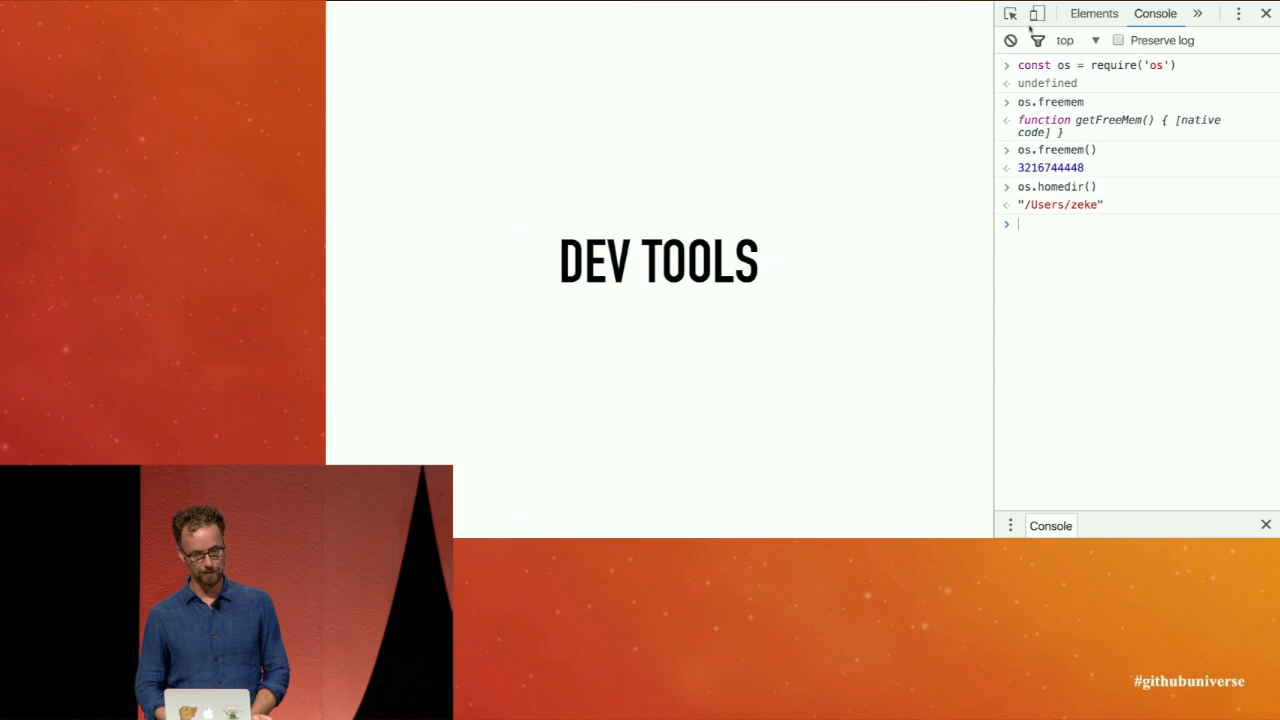 DEV TOOLS
Elements Console »
top Preserve log
const os = require('os')
undefined
os.freemem
function getFreeMem() { [native
code] }
os.freemem()
3216744448
os.homedir()
"/Users/zeke"
Console
#githubuniverse